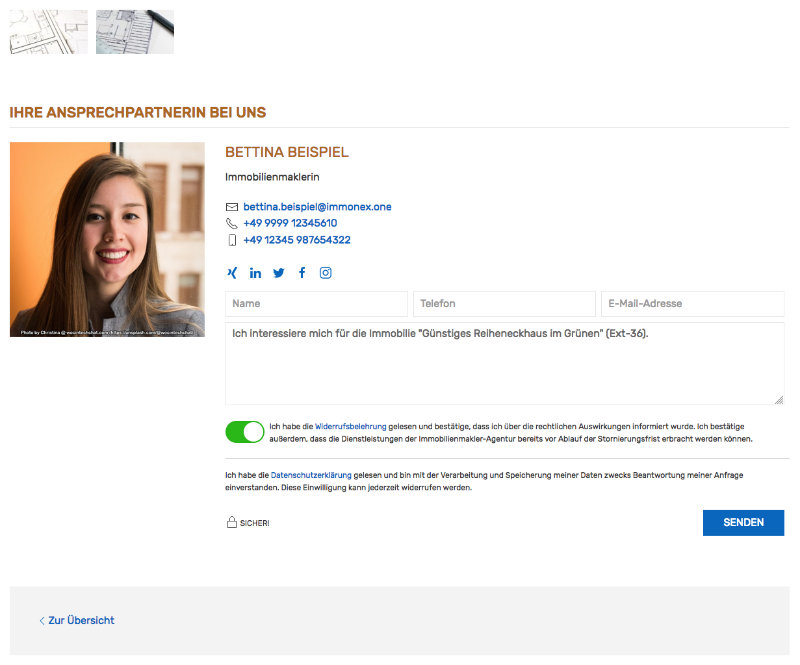 IHRE ANSPRECHPARTNERIN BEI UNS
BETTINA BEISPIEL
Immobilienmaklerin
bettina.beispiel@immonex.one
+49 9999 12345610
+49 12345 987654322
Name
Telefon
E-Mail-Adresse
Ich interessiere mich für die Immobilie "Günstiges Reiheneckhaus im Grünen" (Ext-36).
Photo by Christina @ wocintechchat.com · https://unsplash.com/@wocintechchat
Ich habe die Widerrufsbelehrung gelesen und bestätige, dass ich über die rechtlichen Auswirkungen informiert wurde. Ich bestätige
außerdem, dass die Dienstleistungen der Immobilienmakler-Agentur bereits vor Ablauf der Stornierungsfrist erbracht werden können.
Ich habe die Datenschutzerklärung gelesen und bin mit der Verarbeitung und Speicherung meiner Daten zwecks Beantwortung meiner Anfrage
einverstanden. Diese Einwilligung kann jederzeit widerrufen werden.
SICHER!
SENDEN
Zur Übersicht